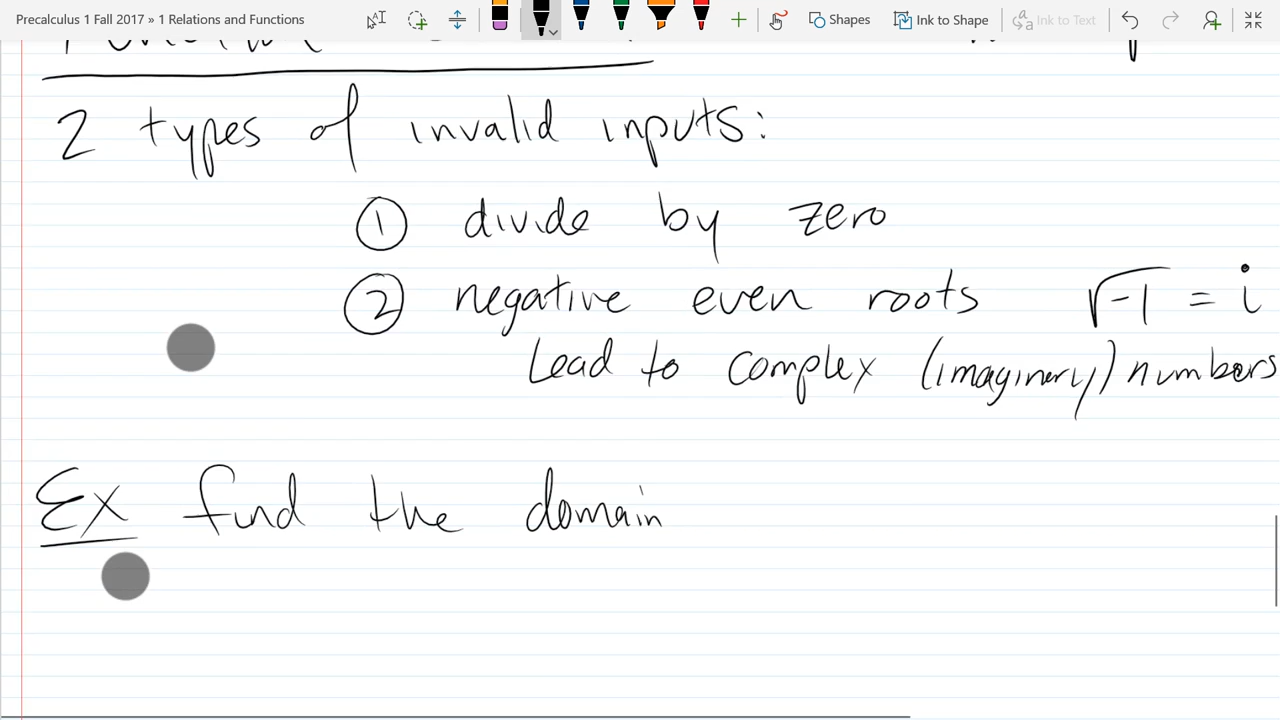 Precalculus 1 Fall 2017 » 1 Relations and Functions
Shapes Ink to Shape Ink to Text
2 types of invalid inputs:
① divide by zero
② negative even roots √-1 = i
Lead to complex (imaginery) numbers
Ex find the domain